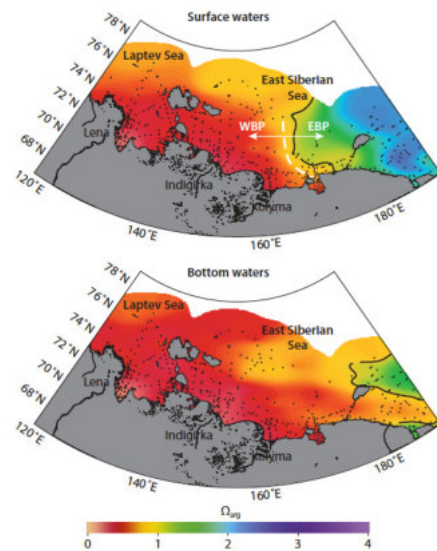 Surface waters
78°N
76°N
74°N
72°N
70°N
68°N
120°E
140°E
160°E
180°E
Laptev Sea
East Siberian
Sea
WBP
EBP
Lena
Indigirka
Kolyma
Bottom waters
78°N
76°N
74°N
72°N
70°N
68°N
120°E
140°E
160°E
180°E
Laptev Sea
East Siberian
Sea
Lena
Indigirka
Kolyma
Ωarg
0 1 2 3 4